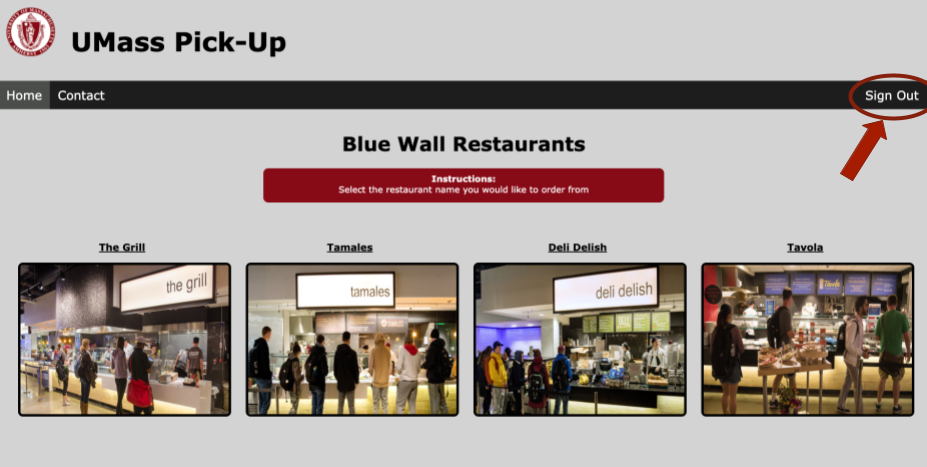 UMass Pick-Up
Home Contact Sign Out
Blue Wall Restaurants
Instructions:
Select the restaurant name you would like to order from
The Grill Tamales Deli Delish Tavola
the grill
tamales
deli delish